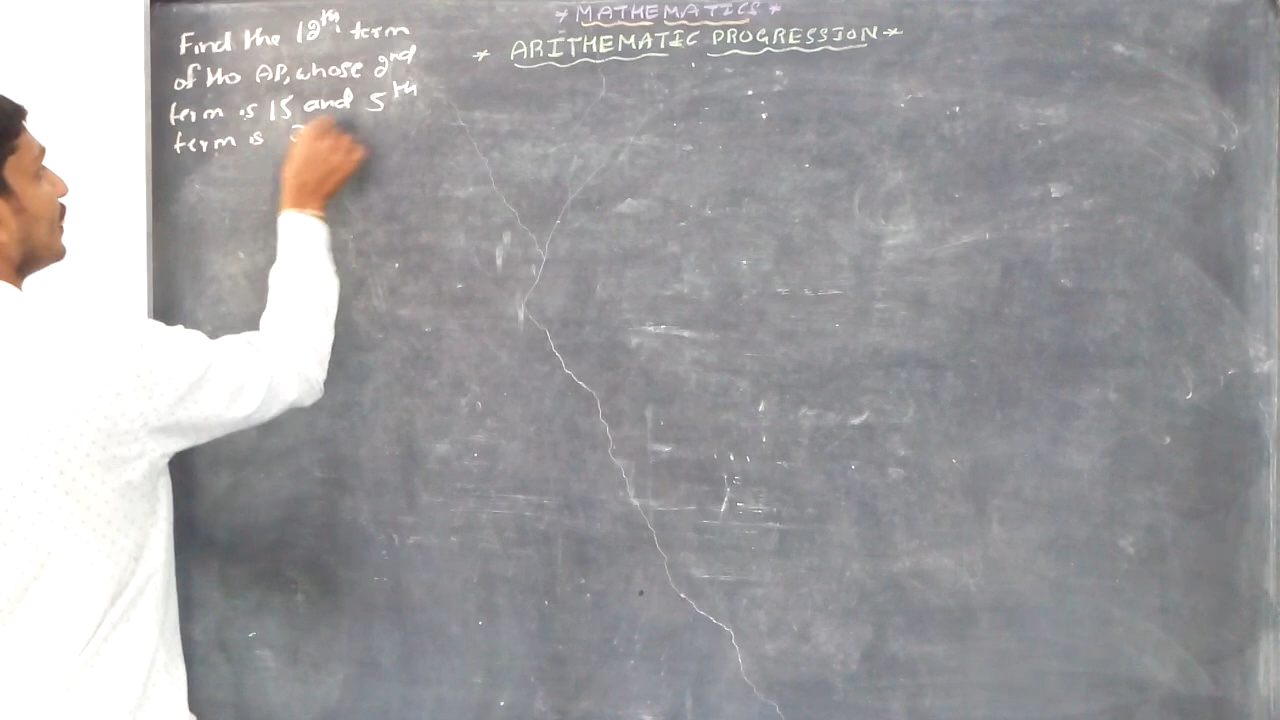 * MATHEMATICS *
* ARITHEMATIC PROGRESSION *
Find the 12th term
of the AP, whose 2nd
term is 15 and 5th
term is